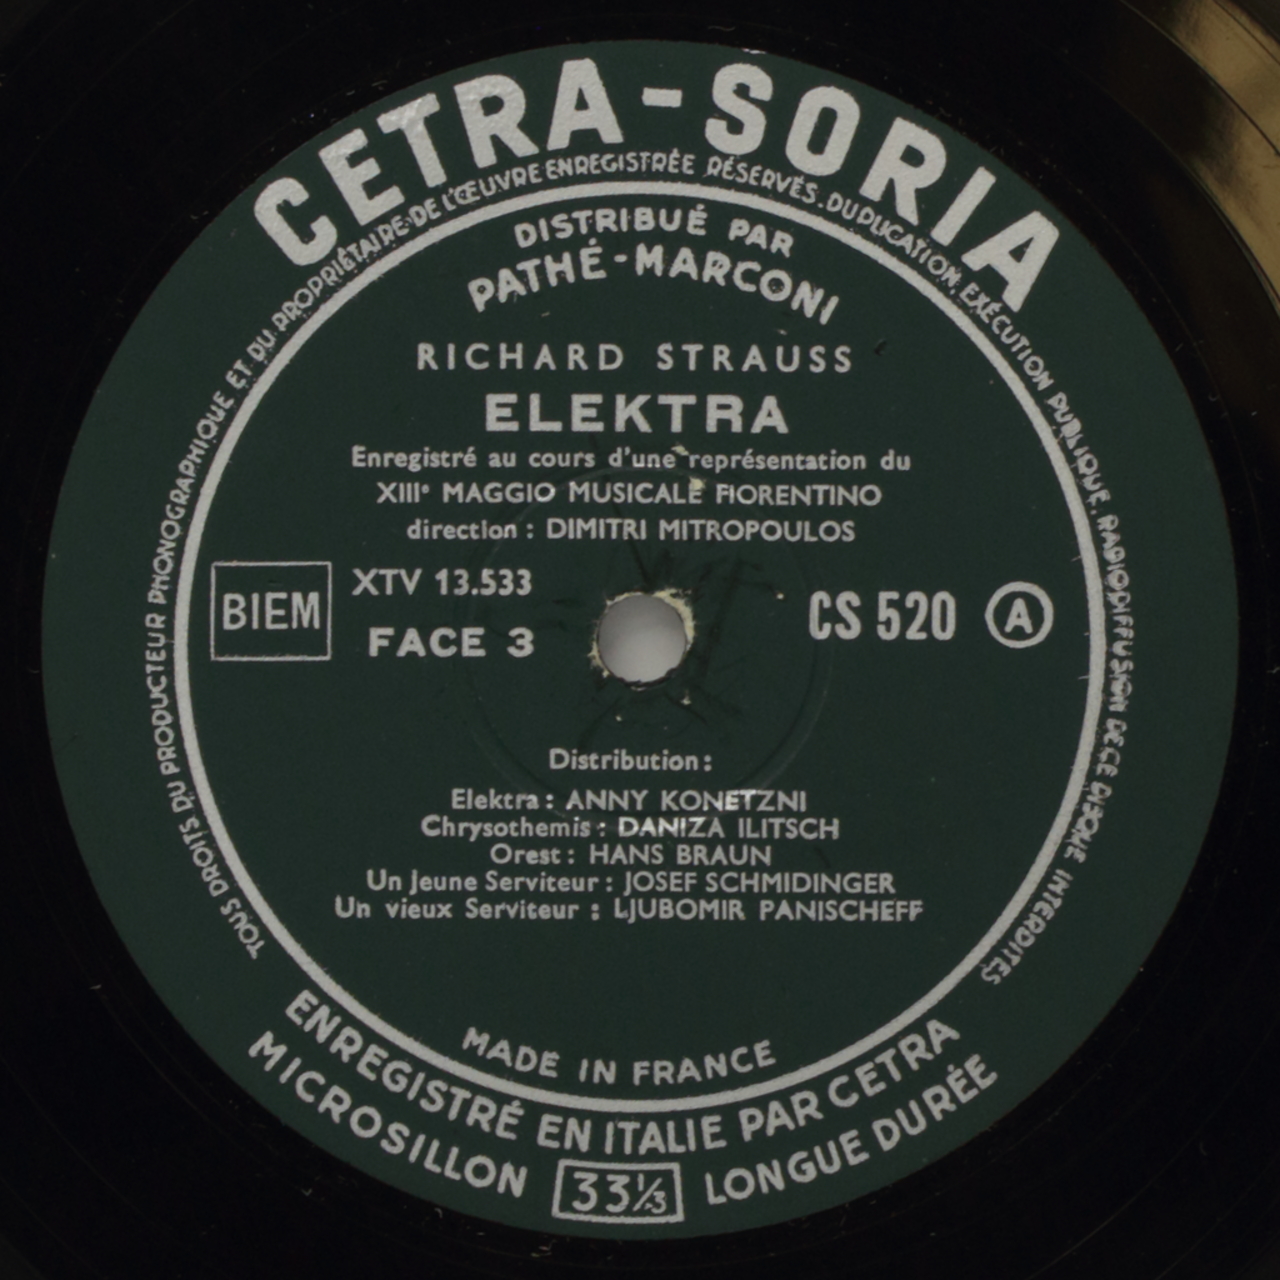 CETRA-SORIA
TOUS DROITS DU PRODUCTEUR PHONOGRAPHIQUE ET DU PROPRIÉTAIRE DE L'ŒUVRE ENREGISTRÉE RÉSERVÉS. DUPLICATION EXÉCUTION PUBLIQUE, RADIODIFFUSION DE CE DISQUE INTERDITES
DISTRIBUÉ PAR
PATHÉ-MARCONI
RICHARD STRAUSS
ELEKTRA
Enregistré au cours d'une représentation du
XIIIe MAGGIO MUSICALE FIORENTINO
direction : DIMITRI MITROPOULOS
BIEM
XTV 13.533
FACE 3
CS 520 A
Distribution :
Elektra : ANNY KONETZNI
Chrysothemis : DANIZA ILITSCH
Orest : HANS BRAUN
Un Jeune Serviteur : JOSEF SCHMIDINGER
Un vieux Serviteur : LJUBOMIR PANISCHEFF
MADE IN FRANCE
ENREGISTRÉ EN ITALIE PAR CETRA
MICROSILLON 33⅓ LONGUE DURÉE